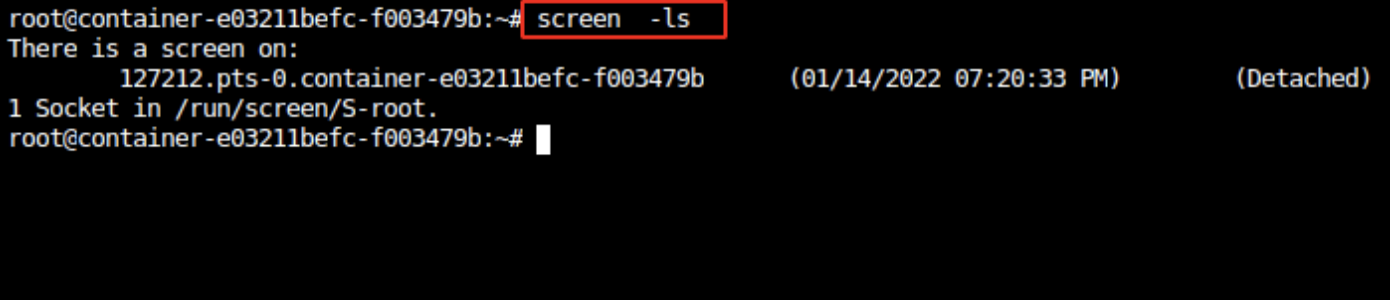 root@container-e03211befc-f003479b:~# screen  -ls
There is a screen on:
        127212.pts-0.container-e03211befc-f003479b      (01/14/2022 07:20:33 PM)        (Detached)
1 Socket in /run/screen/S-root.
root@container-e03211befc-f003479b:~#